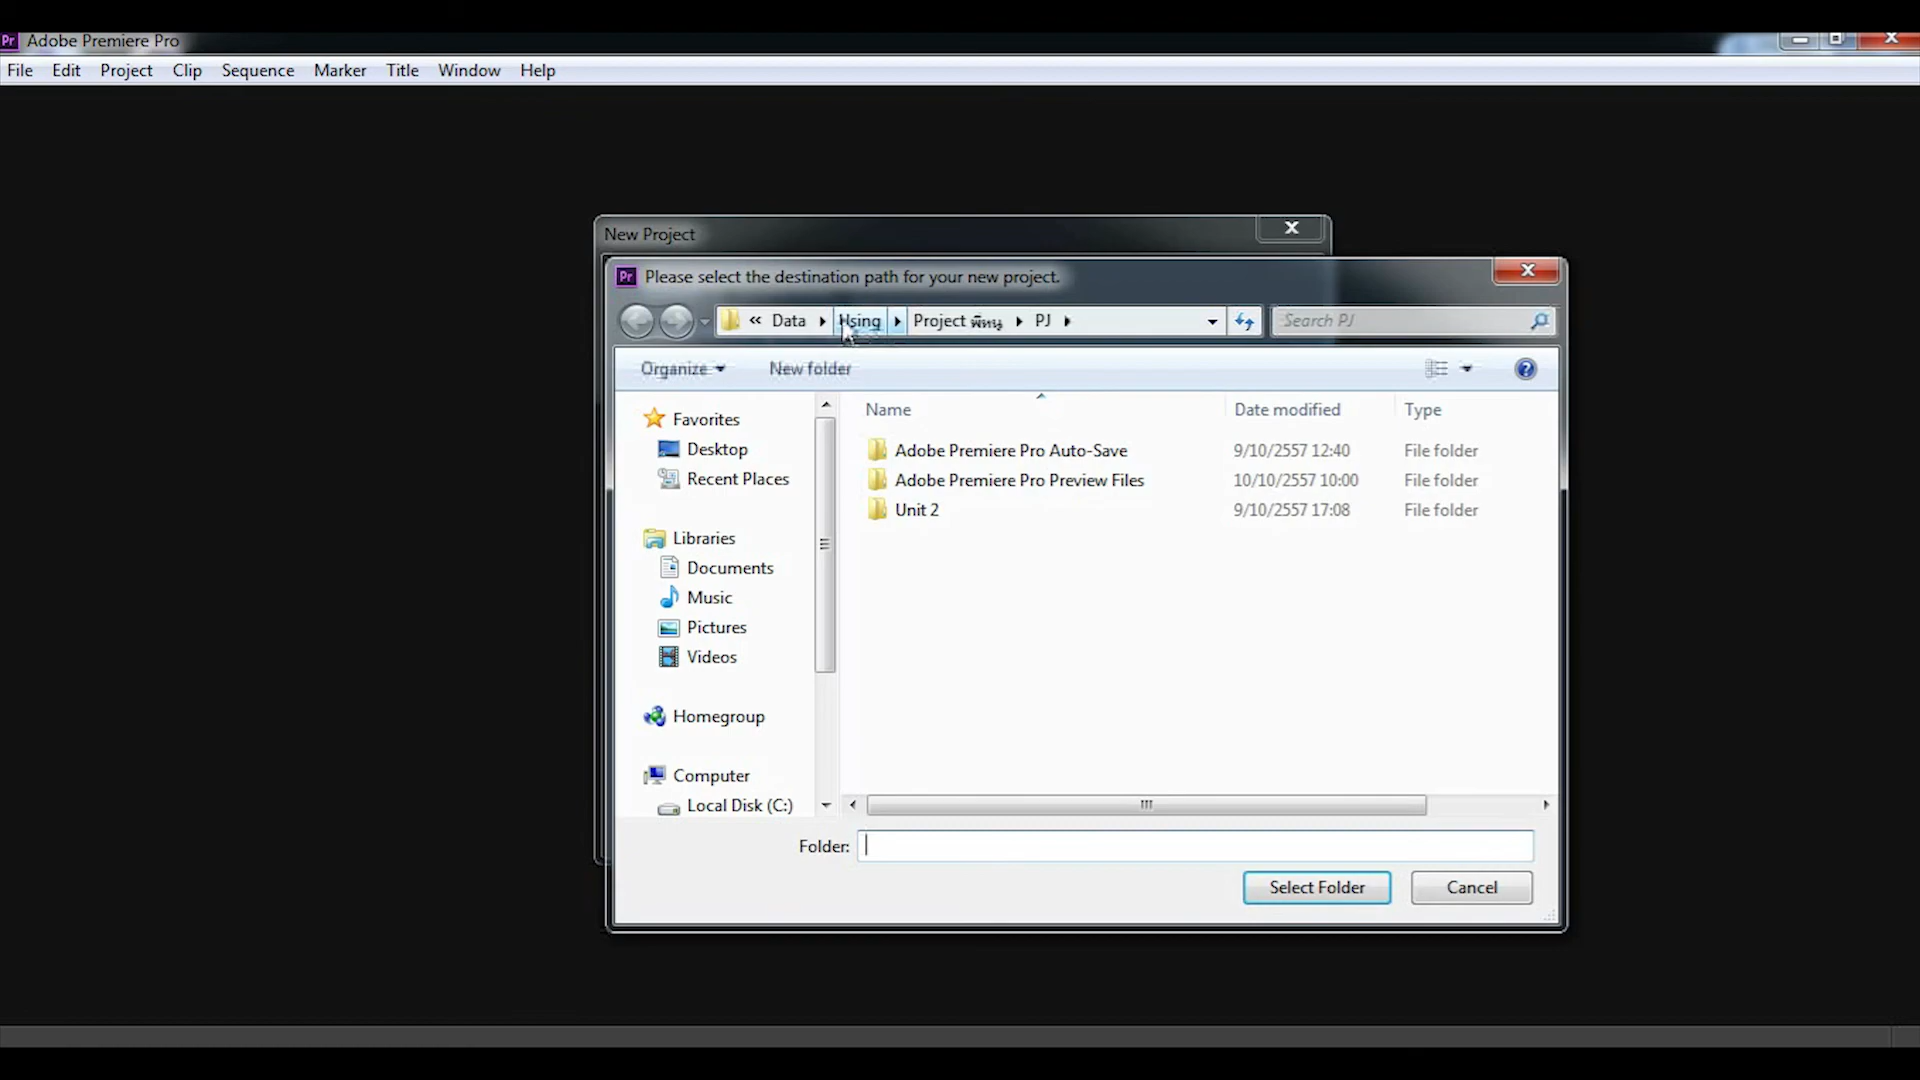 Pr Adobe Premiere Pro
File Edit Project Clip Sequence Marker Title Window Help
New Project
Pr Please select the destination path for your new project.
« Data Hsing Project พี่หนู PJ Search PJ
Organize New folder
Name Date modified Type
Favorites
Desktop
Recent Places
Libraries
Documents
Music
Pictures
Videos
Homegroup
Computer
Local Disk (C:)
Adobe Premiere Pro Auto-Save 9/10/2557 12:40 File folder
Adobe Premiere Pro Preview Files 10/10/2557 10:00 File folder
Unit 2 9/10/2557 17:08 File folder
Folder:
Select Folder Cancel